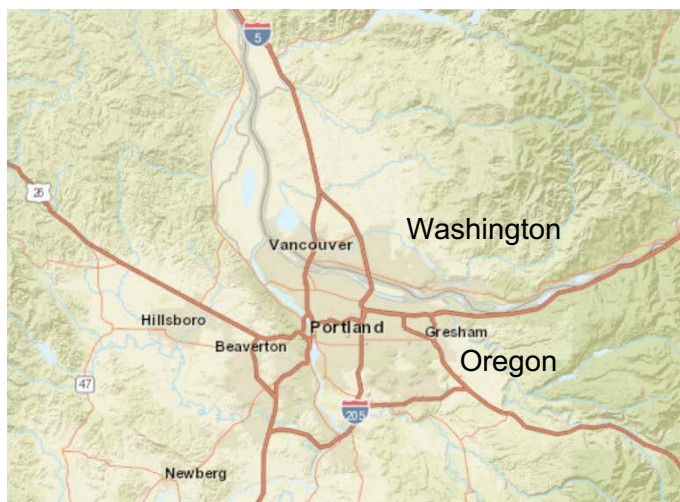 5
26
Washington
Vancouver
Hillsboro
Portland
Gresham
Beaverton
Oregon
47
205
Newberg